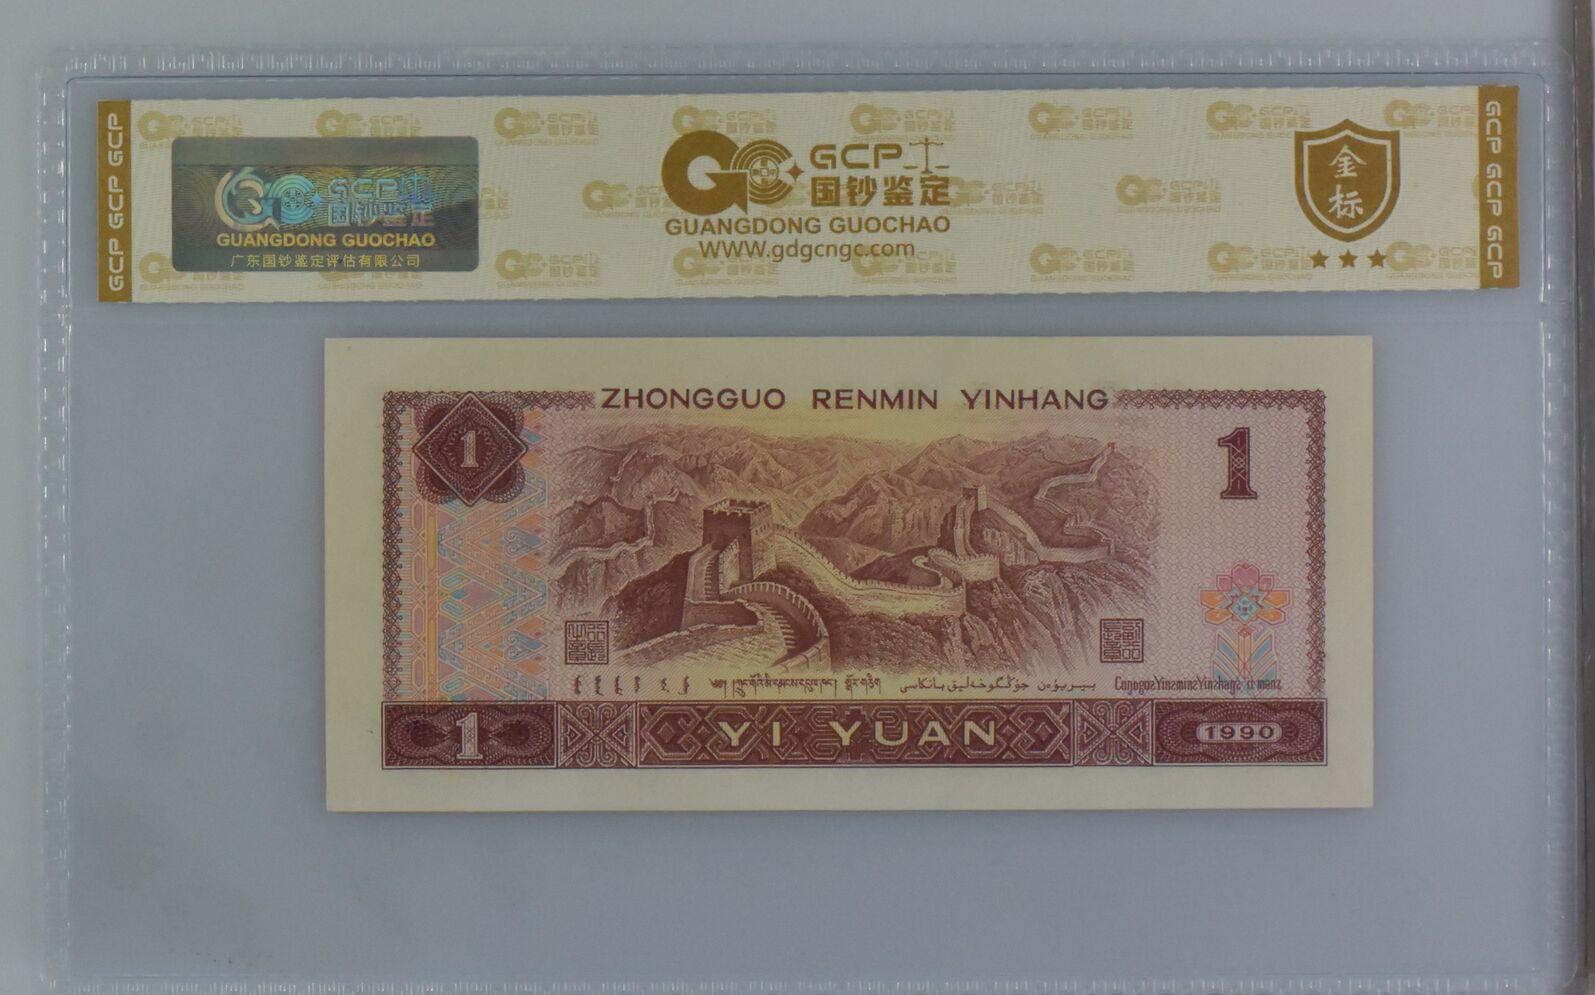 GCP GCP GCP
GCP 国钞鉴定
GUANGDONG GUOCHAO
广东国钞鉴定评估有限公司
GCP
国钞鉴定
GUANGDONG GUOCHAO
WWW.gdgcngc.com
金标
GCP GCP GCP
ZHONGGUO RENMIN YINHANG
1
1
1
YI YUAN
1990